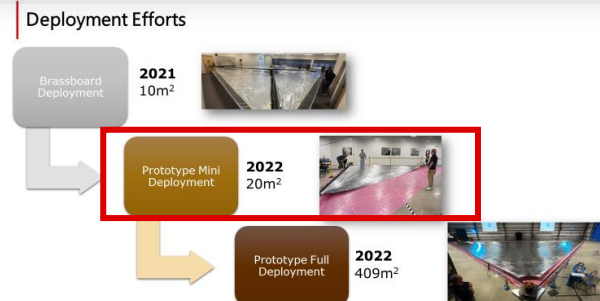 Deployment Efforts
Brassboard
Deployment
2021
10m²
Prototype Mini
Deployment
2022
20m²
Prototype Full
Deployment
2022
409m²